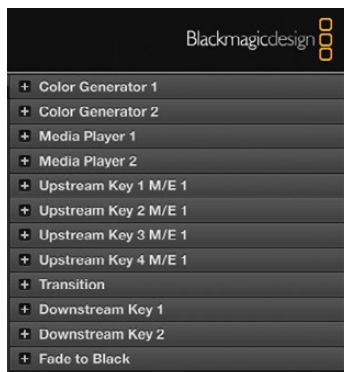 Blackmagicdesign
Color Generator 1
Color Generator 2
Media Player 1
Media Player 2
Upstream Key 1 M/E 1
Upstream Key 2 M/E 1
Upstream Key 3 M/E 1
Upstream Key 4 M/E 1
Transition
Downstream Key 1
Downstream Key 2
Fade to Black